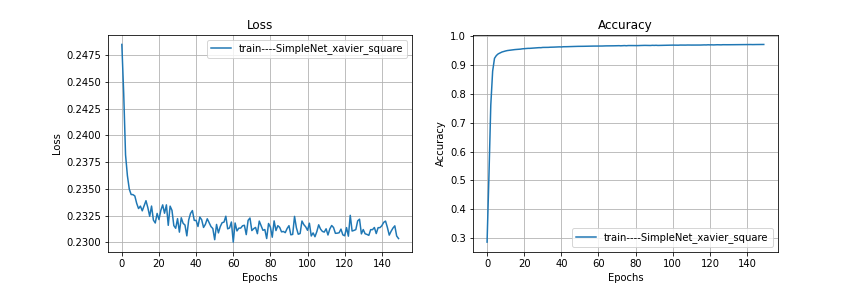 Loss
train----SimpleNet_xavier_square
0.2475
0.2450
0.2425
0.2400
0.2375
0.2350
0.2325
0.2300
Loss
0 20 40 60 80 100 120 140
Epochs
Accuracy
1.0
0.9
0.8
0.7
0.6
0.5
0.4
0.3
Accuracy
train----SimpleNet_xavier_square
0 20 40 60 80 100 120 140
Epochs